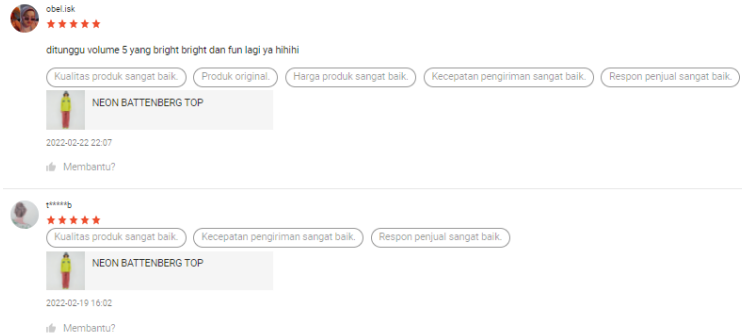 obel.isk
ditunggu volume 5 yang bright bright dan fun lagi ya hihihi
Kualitas produk sangat baik. Produk original. Harga produk sangat baik. Kecepatan pengiriman sangat baik. Respon penjual sangat baik.
NEON BATTENBERG TOP
2022-02-22 22:07
Membantu?
t*****b
Kualitas produk sangat baik. Kecepatan pengiriman sangat baik. Respon penjual sangat baik.
NEON BATTENBERG TOP
2022-02-19 16:02
Membantu?